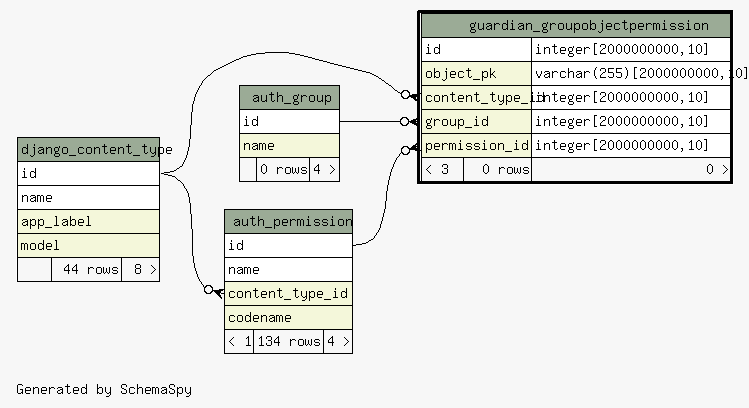 guardian_groupobjectpermission
id integer[2000000000,10]
object_pk varchar(255)[2000000000,10]
content_type_id integer[2000000000,10]
group_id integer[2000000000,10]
permission_id integer[2000000000,10]
< 3 0 rows 0 >
auth_group
id
name
0 rows 4 >
django_content_type
id
name
app_label
model
44 rows 8 >
auth_permission
id
name
content_type_id
codename
< 1 134 rows 4 >
Generated by SchemaSpy